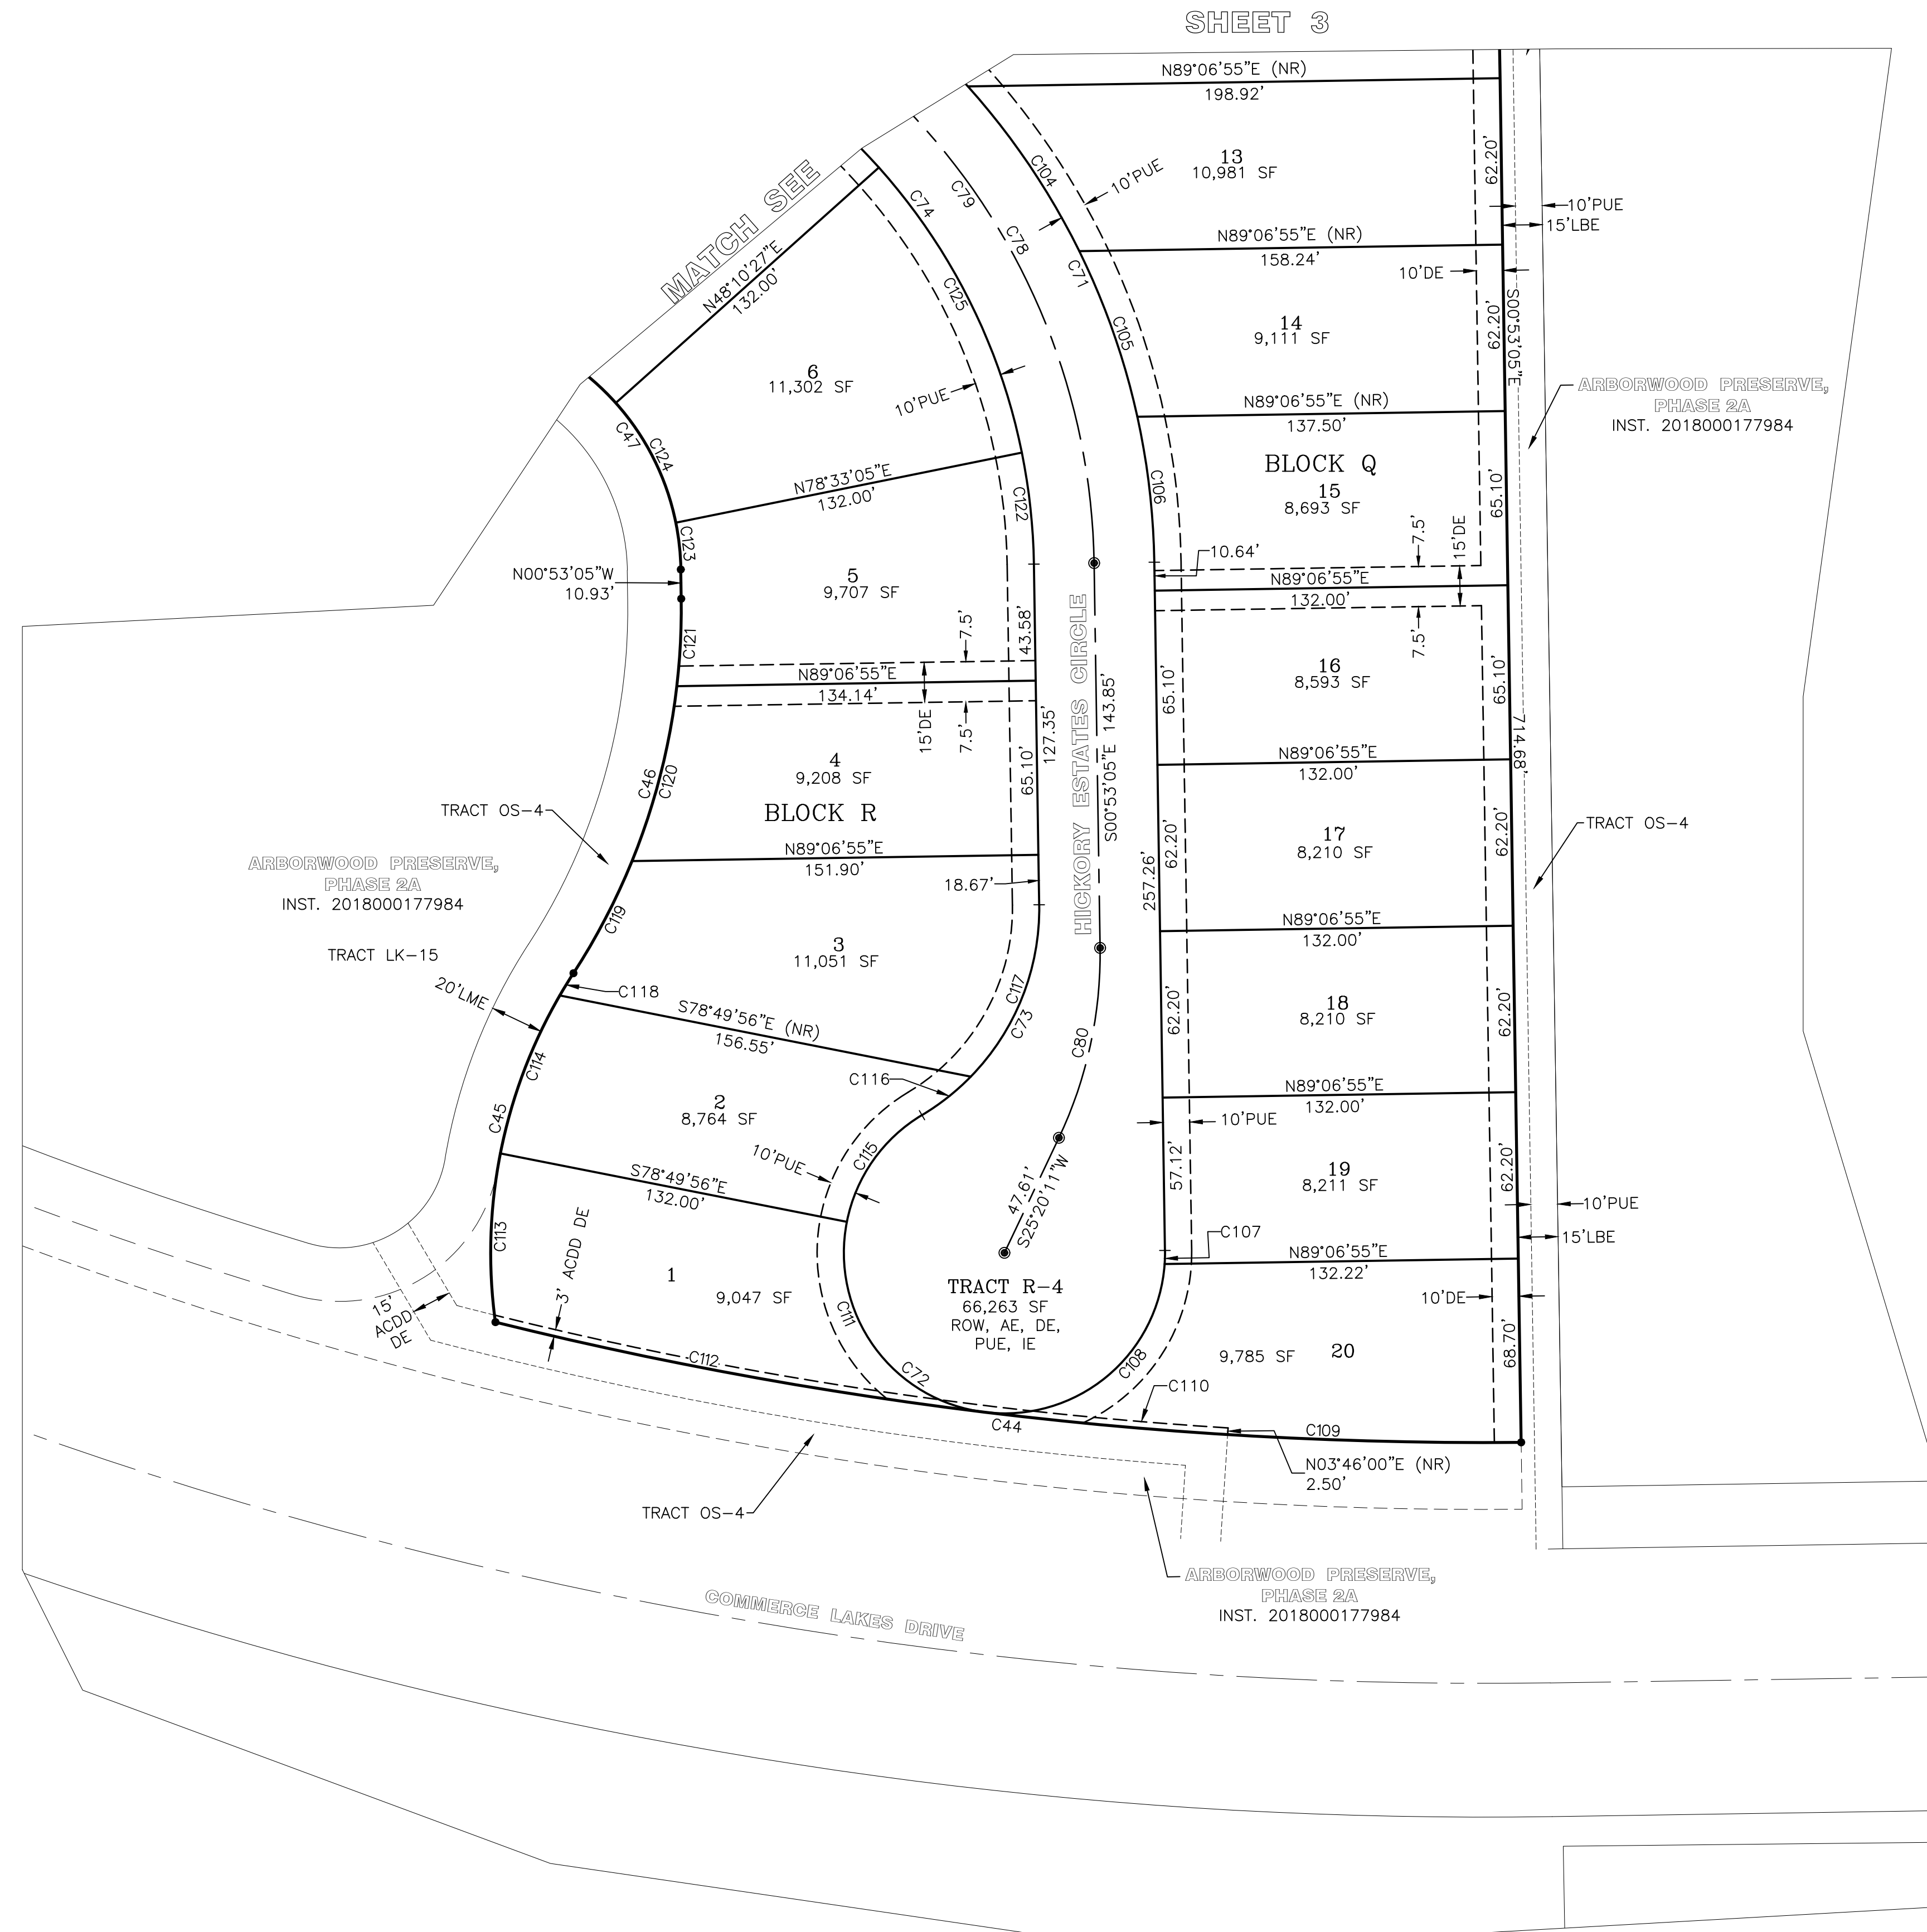 SHEET 3
MATCH SEE
N89°06'55"E (NR)
198.92'
13
10,981 SF
62.20'
10'PUE
C104
C79
C74
C78
10'PUE
15'LBE
N89°06'55"E (NR)
158.24'
10'DE
C71
N48°10'27"E
132.00'
C125
S00°53'05"E
62.20'
14
9,111 SF
C105
6
11,302 SF
10'PUE
ARBORWOOD PRESERVE,
PHASE 2A
INST. 2018000177984
N89°06'55"E (NR)
137.50'
C47
C124
BLOCK Q
15
8,693 SF
65.10'
C106
N78°33'05"E
132.00'
C122
C123
7.5'
15'DE
10.64'
N00°53'05"W
10.93'
5
9,707 SF
N89°06'55"E
132.00'
7.5'
43.58'
7.5'
C121
HICKORY ESTATES CIRCLE
S00°53'05"E 143.85'
N89°06'55"E
134.14'
15'DE
7.5'
16
8,593 SF
65.10'
65.10'
714.68'
127.35'
65.10'
4
9,208 SF
BLOCK R
C46
C120
N89°06'55"E
132.00'
TRACT OS-4
TRACT OS-4
17
8,210 SF
62.20'
62.20'
257.26'
ARBORWOOD PRESERVE,
PHASE 2A
INST. 2018000177984
N89°06'55"E
151.90'
18.67'
C119
TRACT LK-15
3
11,051 SF
N89°06'55"E
132.00'
20'LME
C118
S78°49'56"E (NR)
156.55'
C117
C73
C80
18
8,210 SF
62.20'
62.20'
C114
C116
C45
2
8,764 SF
N89°06'55"E
132.00'
10'PUE
10'PUE
C115
S78°49'56"E
132.00'
47.61'
S25°20'11"W
57.12'
19
8,211 SF
62.20'
10'PUE
15'LBE
C113
3' ACDD DE
C107
N89°06'55"E
132.22'
1
9,047 SF
TRACT R-4
66,263 SF
ROW, AE, DE,
PUE, IE
10'DE
15'
ACDD
DE
C111
C112
C72
C108
9,785 SF
20
68.70'
C110
C44
C109
N03°46'00"E (NR)
2.50'
TRACT OS-4
ARBORWOOD PRESERVE,
PHASE 2A
INST. 2018000177984
COMMERCE LAKES DRIVE